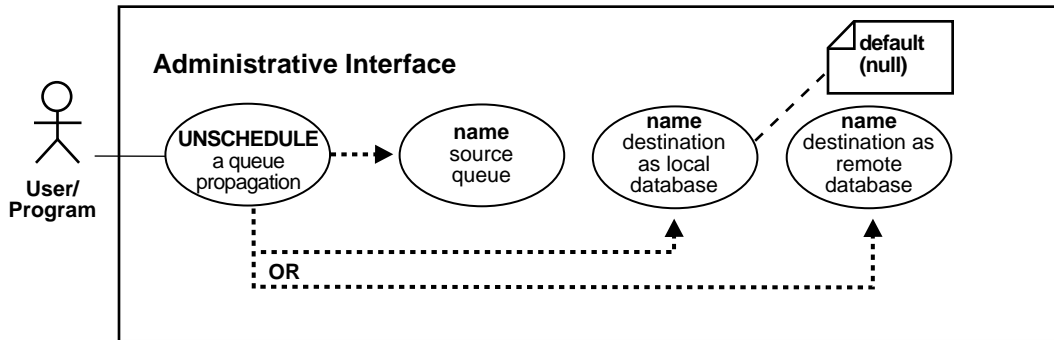 Administrative Interface
default
(null)
User/
Program
UNSCHEDULE
a queue
propagation
name
source
queue
name
destination
as local
database
name
destination as
remote
database
OR